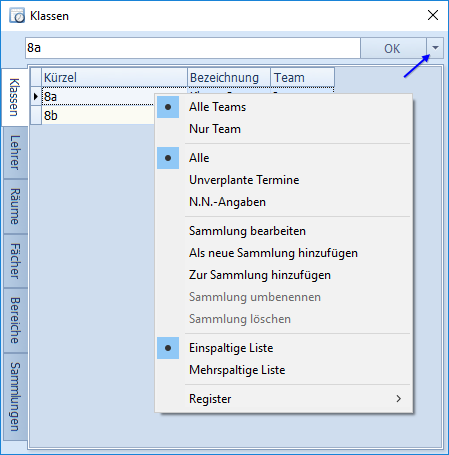 Klassen
8a
OK
Kürzel Bezeichnung Team
8a
8b
Klassen
Lehrer
Räume
Fächer
Bereiche
Sammlungen
Alle Teams
Nur Team
Alle
Unverplante Termine
N.N.-Angaben
Sammlung bearbeiten
Als neue Sammlung hinzufügen
Zur Sammlung hinzufügen
Sammlung umbenennen
Sammlung löschen
Einspaltige Liste
Mehrspaltige Liste
Register